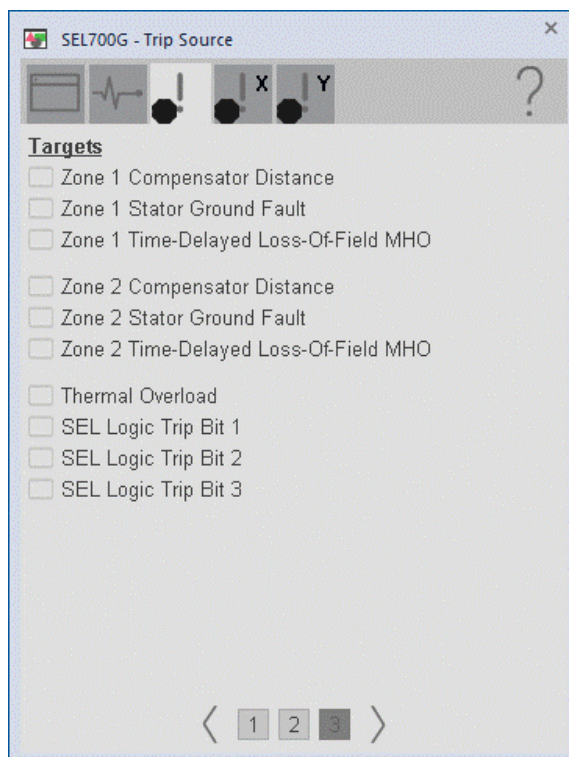 SEL700G - Trip Source
X Y ?
Targets
Zone 1 Compensator Distance
Zone 1 Stator Ground Fault
Zone 1 Time-Delayed Loss-Of-Field MHO
Zone 2 Compensator Distance
Zone 2 Stator Ground Fault
Zone 2 Time-Delayed Loss-Of-Field MHO
Thermal Overload
SEL Logic Trip Bit 1
SEL Logic Trip Bit 2
SEL Logic Trip Bit 3
1 2 3